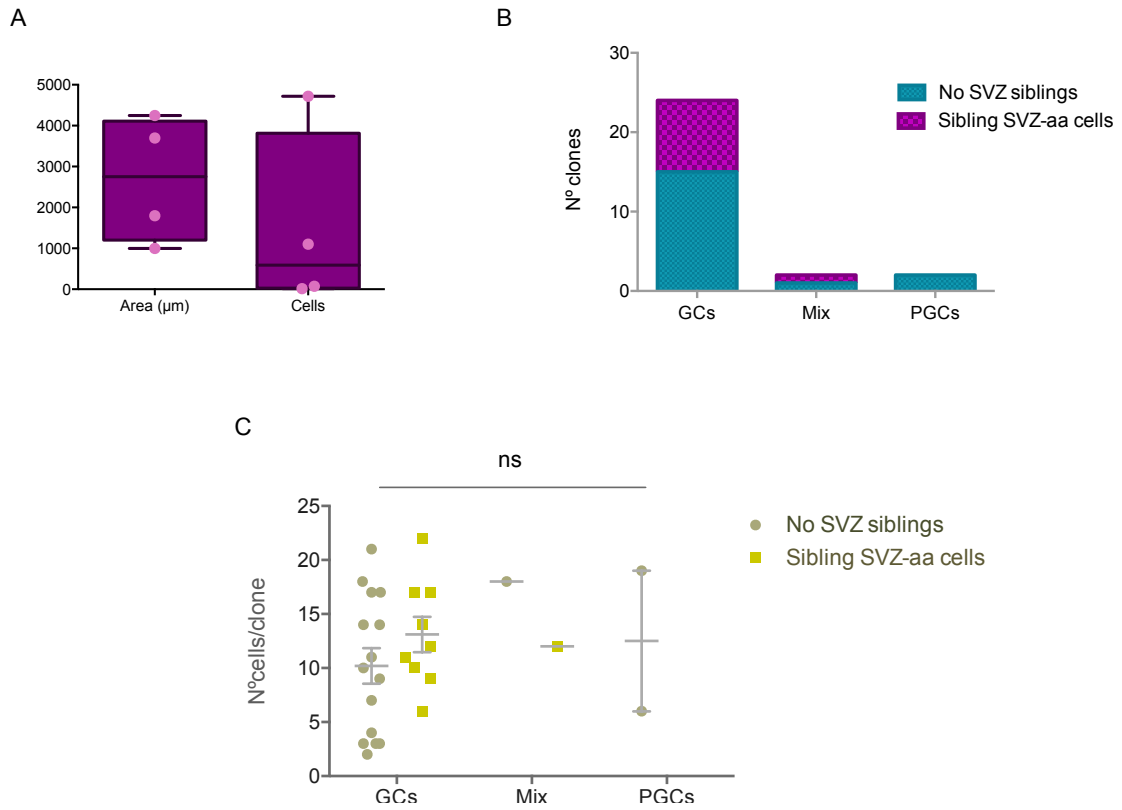 A
5000
4000
3000
2000
1000
0
Area (µm)
Cells
B
30
20
10
0
Nº clones
GCs
Mix
PGCs
No SVZ siblings
Sibling SVZ-aa cells
C
ns
25
20
15
10
5
0
Nºcells/clone
GCs
Mix
PGCs
No SVZ siblings
Sibling SVZ-aa cells